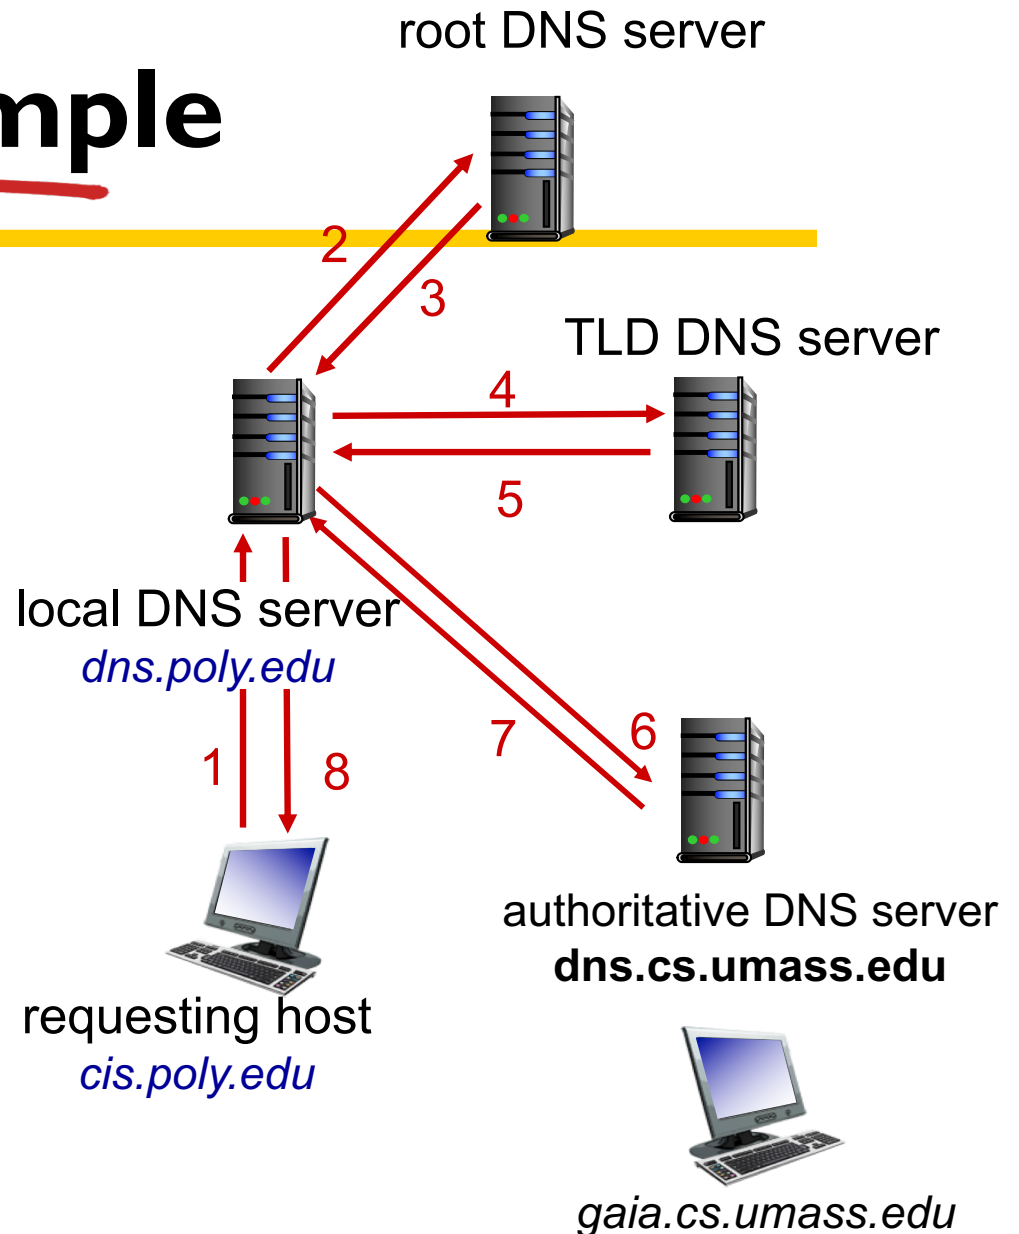 root DNS server
mple
2
3
TLD DNS server
4
5
local DNS server
dns.poly.edu
1
8
7
6
authoritative DNS server
dns.cs.umass.edu
requesting host
cis.poly.edu
gaia.cs.umass.edu